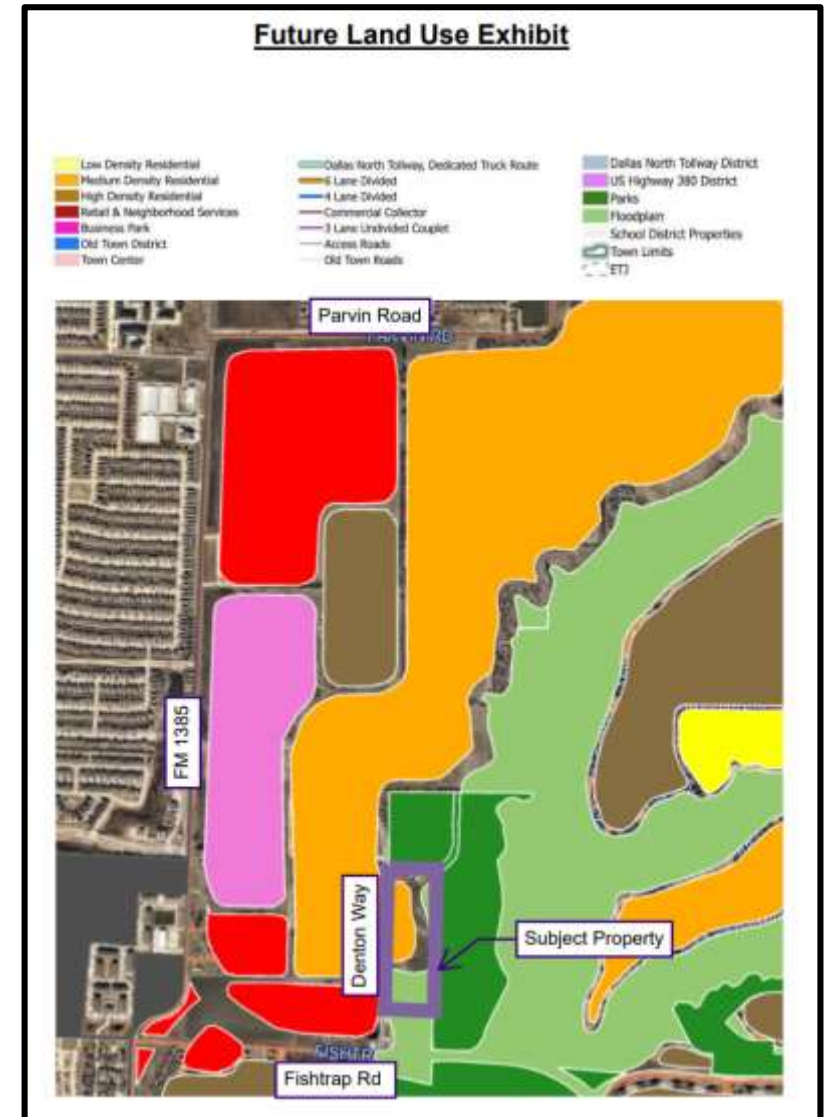 Future Land Use Exhibit
Low Density Residential
Medium Density Residential
High Density Residential
Retail & Neighborhood Services
Business Park
Old Town District
Town Center
Dallas North Tollway, Dedicated Truck Route
6 Lane Divided
4 Lane Divided
Commercial Collector
3 Lane Undivided Couplet
Access Roads
Old Town Roads
Dallas North Tollway District
US Highway 380 District
Parks
Floodplain
School District Properties
Town Limits
ETJ
Parvin Road
FM 1385
Denton Way
Subject Property
FISHTR
Fishtrap Rd